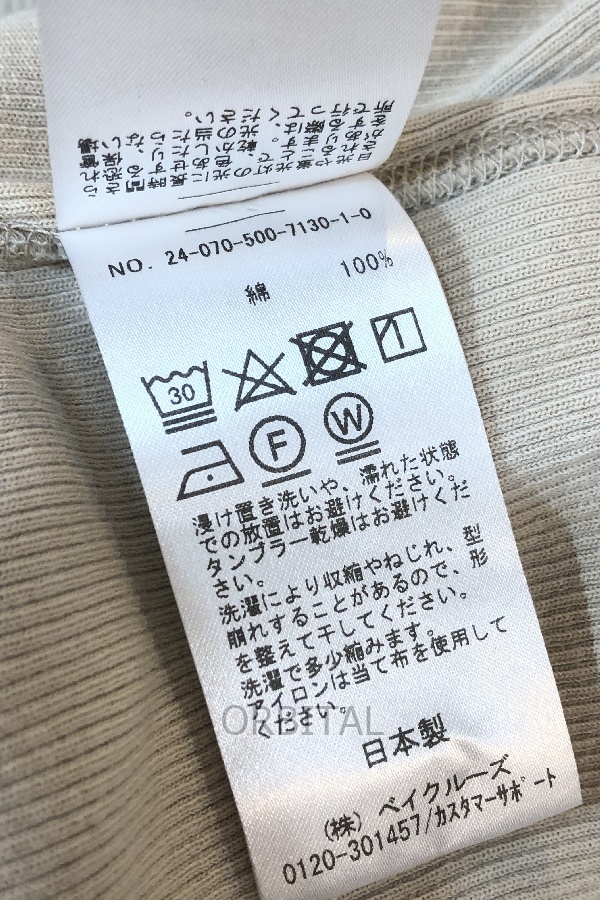 NO. 24-070-500-7130-1-0
綿 100%
30
1
F W
浸け置き洗いや、濡れた状態
での放置はお避けください。
タンブラー乾燥はお避けくだ
さい。
洗濯により収縮やねじれ、型
崩れすることがあるので、形
を整えて干してください。
洗濯で多少縮みます。
アイロンは当て布を使用して
ください。
ORBITAL
日本製
(株) ベイクルーズ
0120-301457/カスタマーサポート